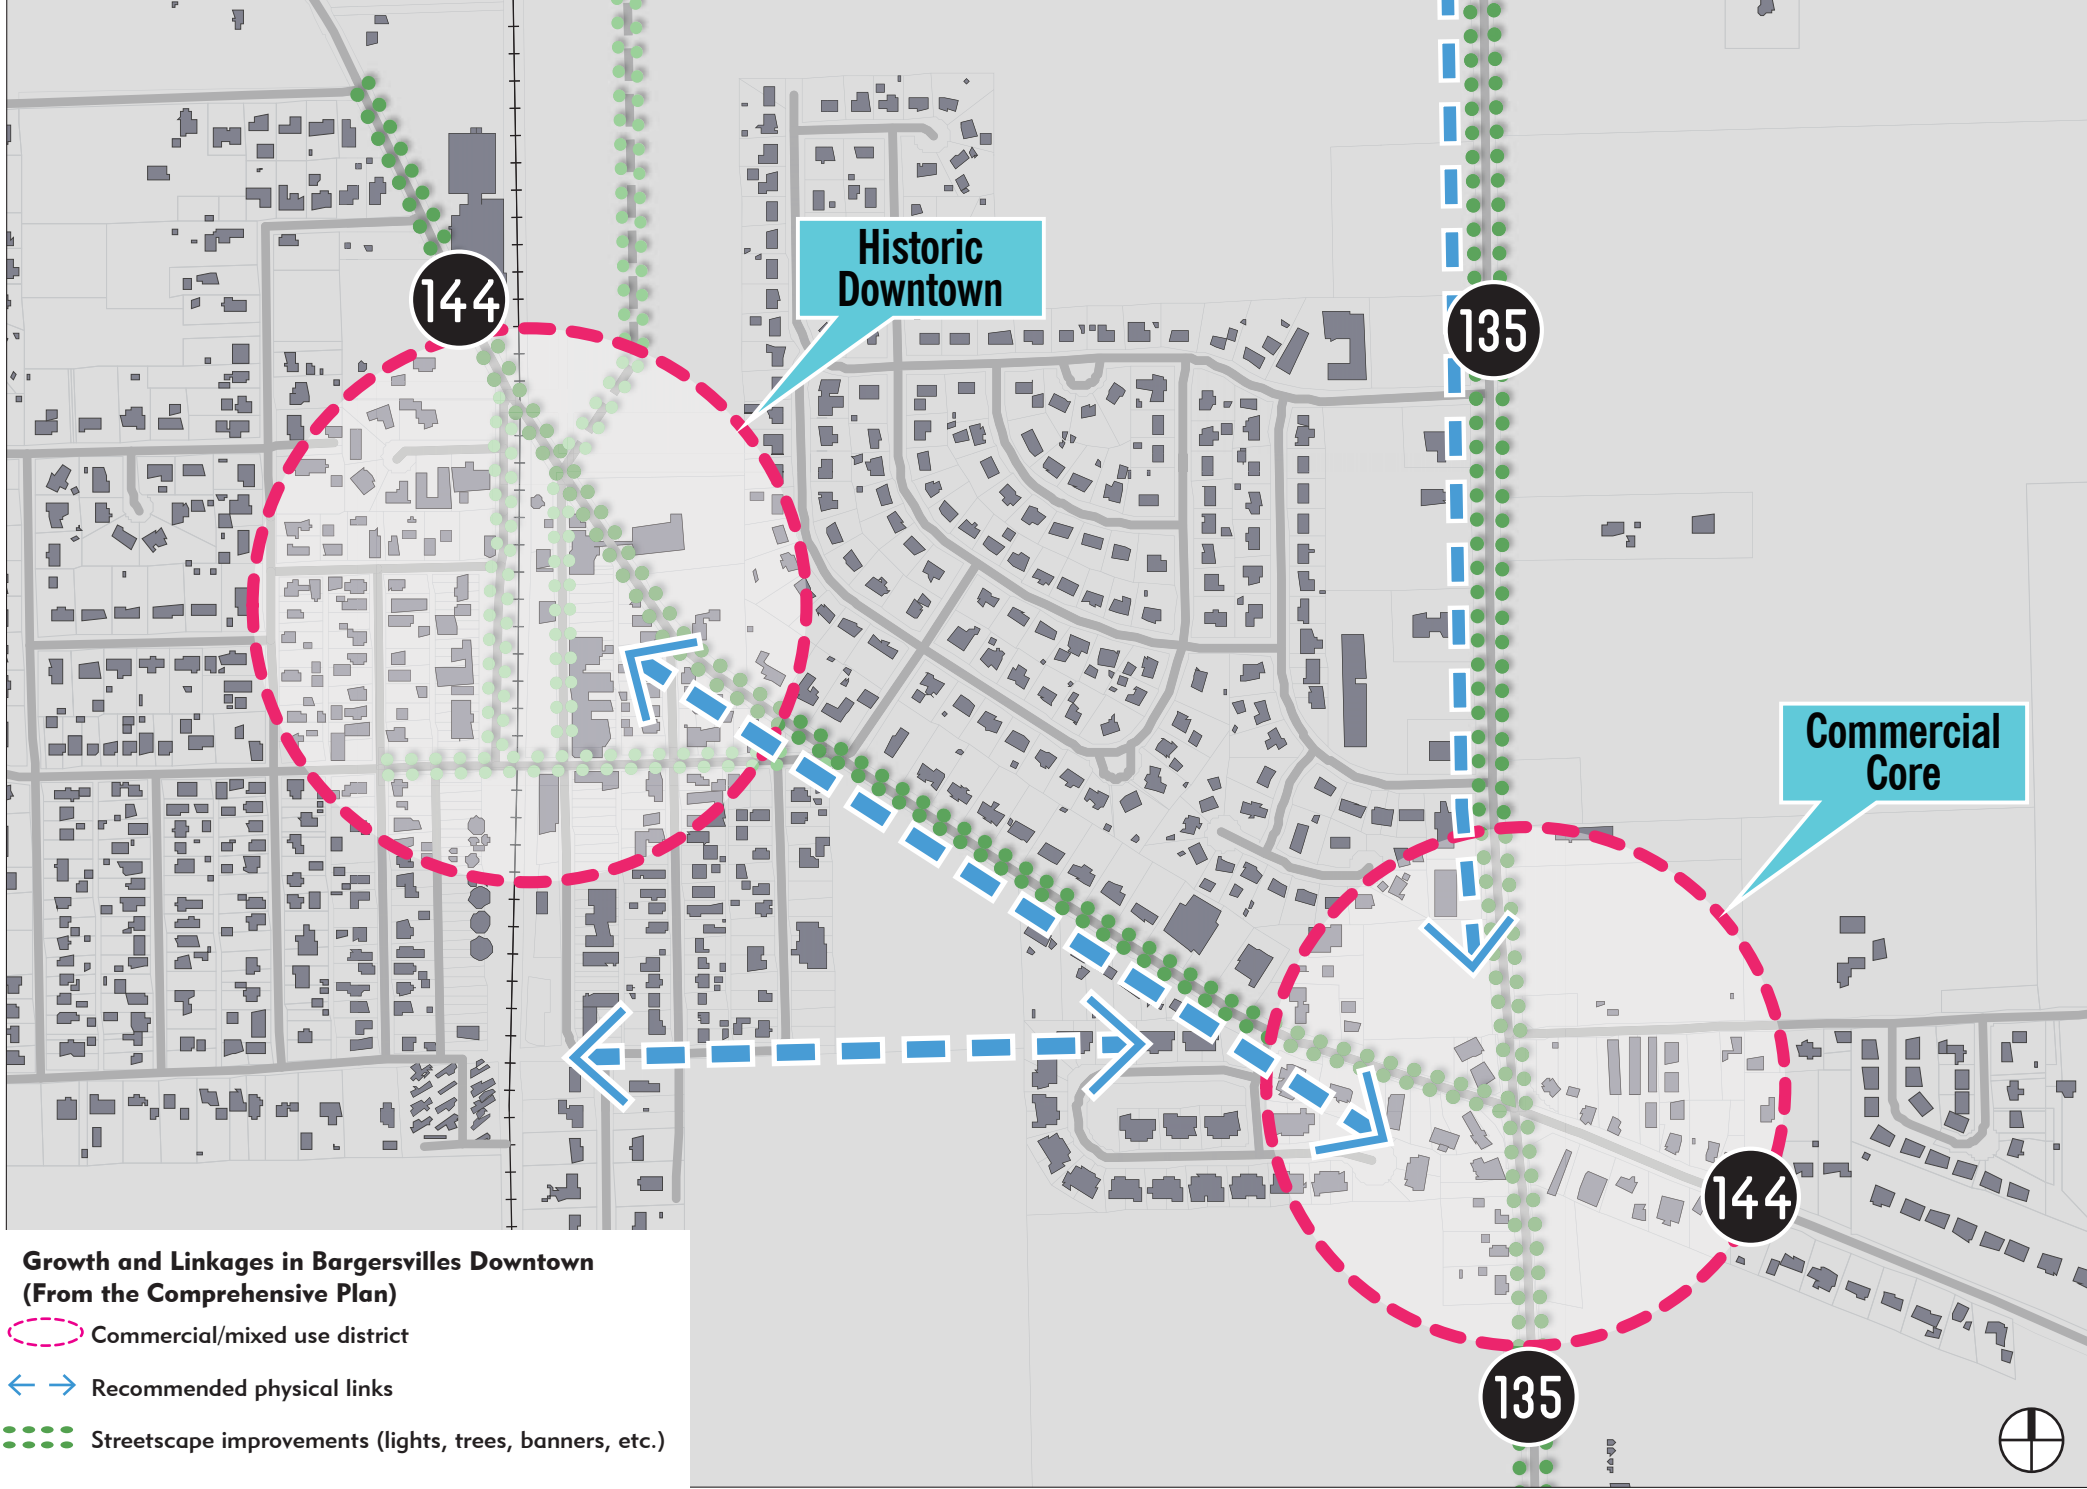 Historic
Downtown
144
135
Commercial
Core
144
135
Growth and Linkages in Bargersvilles Downtown
(From the Comprehensive Plan)
Commercial/mixed use district
Recommended physical links
Streetscape improvements (lights, trees, banners, etc.)